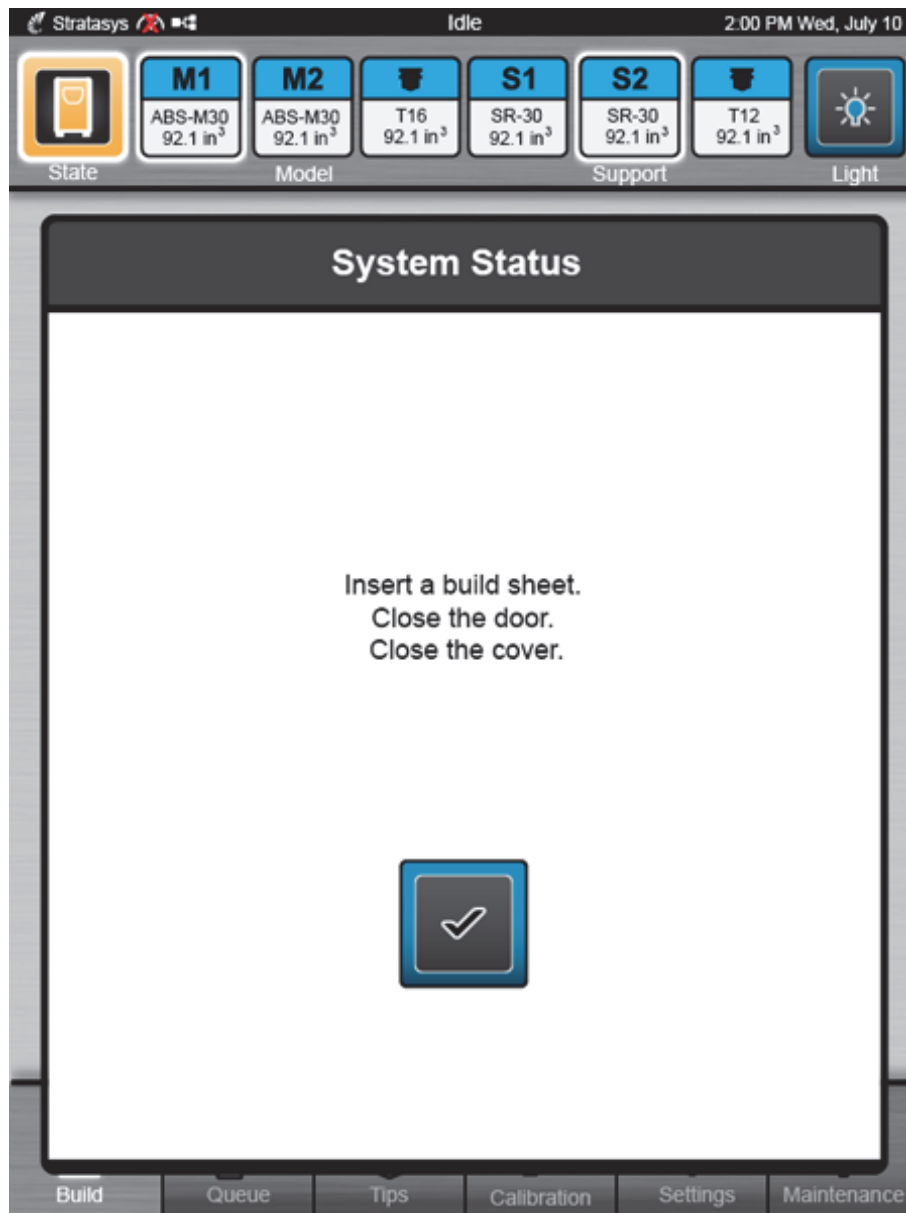 Stratasys Idle 2:00 PM Wed, July 10
M1 M2 S1 S2
ABS-M30 ABS-M30 T16 SR-30 SR-30 T12
92.1 in³ 92.1 in³ 92.1 in³ 92.1 in³ 92.1 in³ 92.1 in³
State Model Support Light
System Status
Insert a build sheet.
Close the door.
Close the cover.
Build Queue Tips Calibration Settings Maintenance